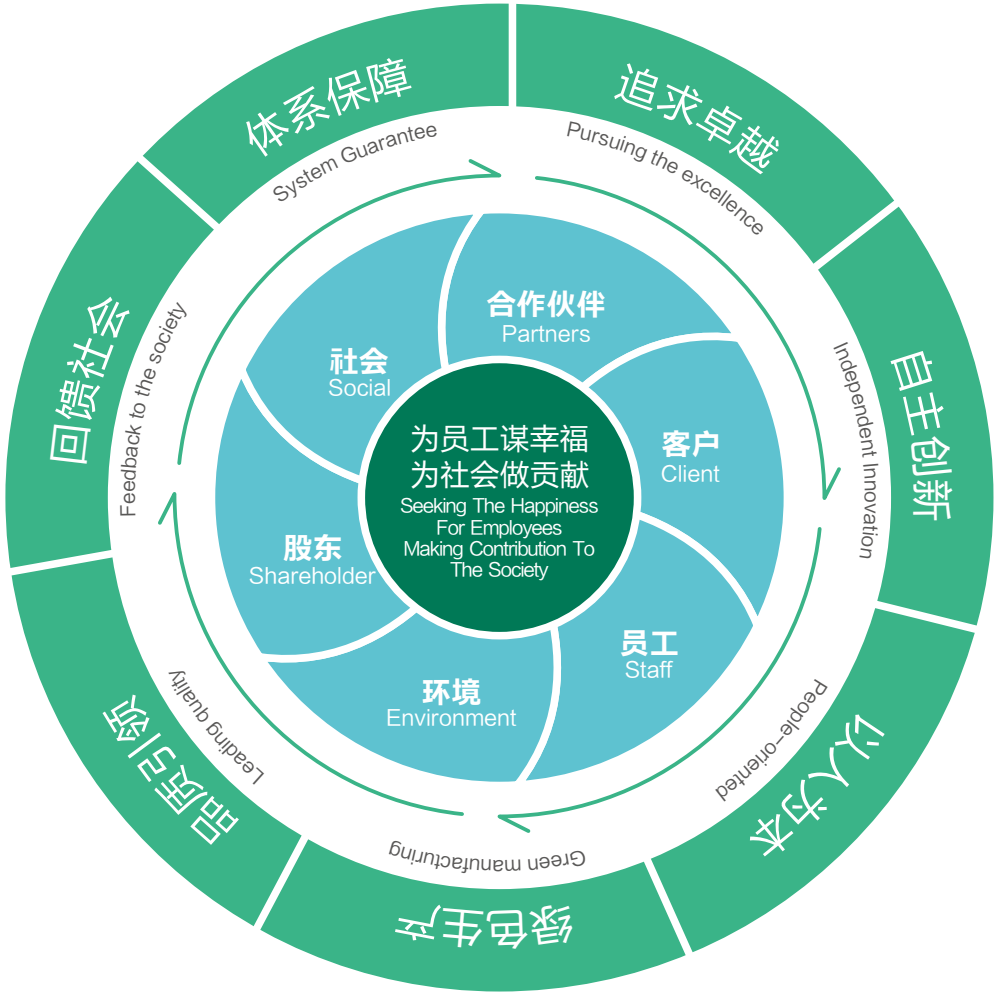 体系保障
System Guarantee
追求卓越
Pursuing the excellence
自主创新
Independent Innovation
以人为本
People-oriented
绿色生产
Green manufacturing
品质引领
Leading quality
回馈社会
Feedback to the society
合作伙伴
Partners
客户
Client
员工
Staff
环境
Environment
股东
Shareholder
社会
Social
为员工谋幸福
为社会做贡献
Seeking The Happiness
For Employees
Making Contribution To
The Society